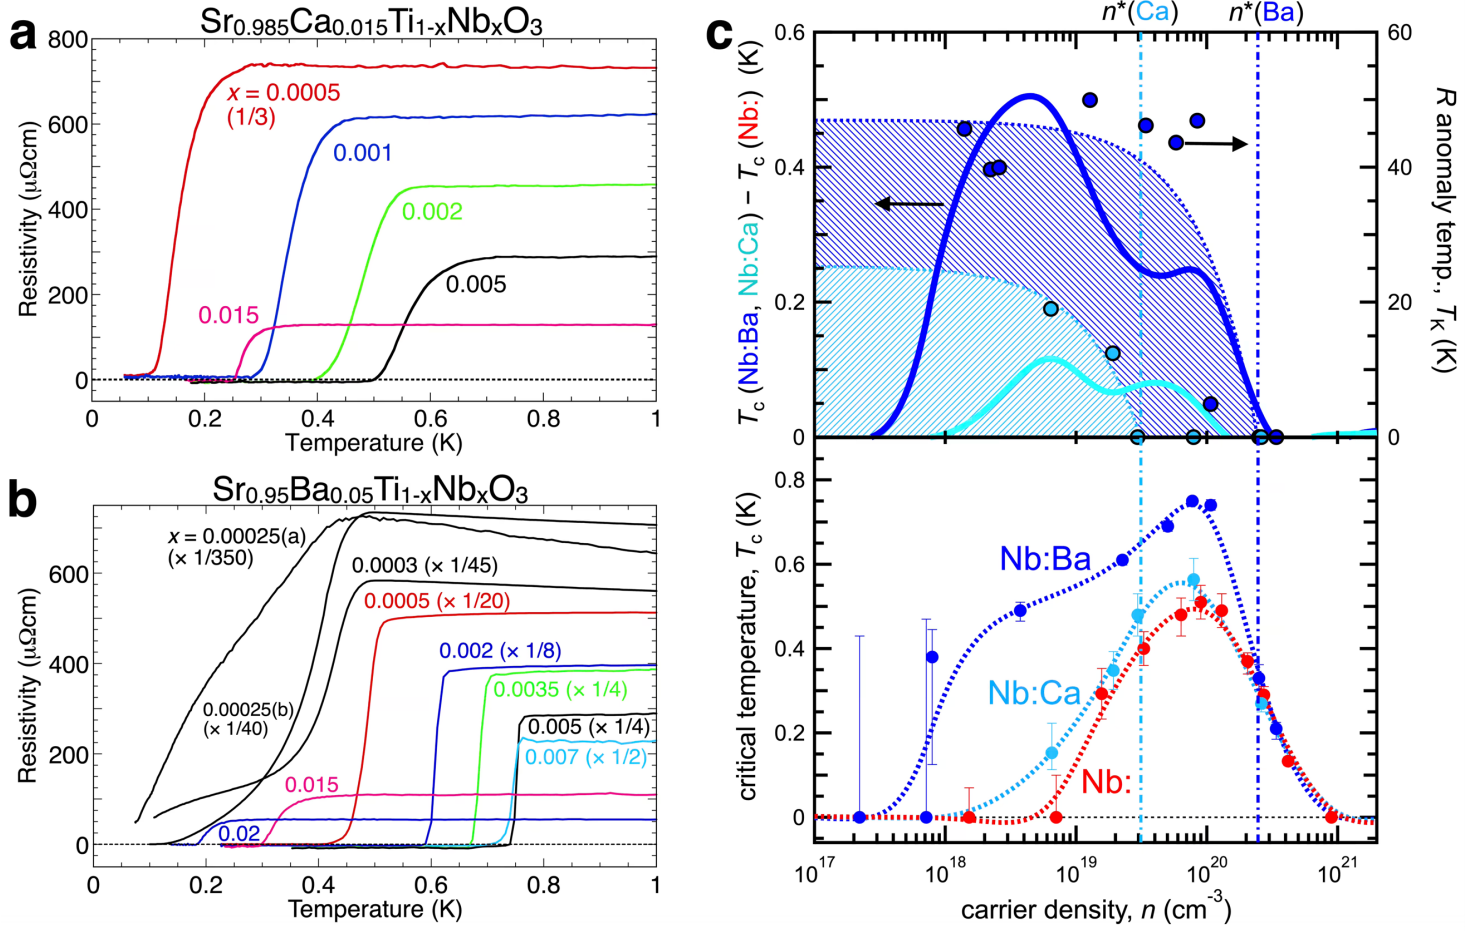 a
Sr0.985Ca0.015Ti1-xNbxO3
800
600
400
200
0
Resistivity (μΩcm)
x = 0.0005
(1/3)
0.001
0.002
0.005
0.015
0
0.2
0.4
0.6
0.8
1
Temperature (K)
b
Sr0.95Ba0.05Ti1-xNbxO3
600
400
200
0
Resistivity (μΩcm)
x = 0.00025(a)
(× 1/350)
0.0003 (× 1/45)
0.0005 (× 1/20)
0.002 (× 1/8)
0.0035 (× 1/4)
0.00025(b)
(× 1/40)
0.005 (× 1/4)
0.007 (× 1/2)
0.015
0.02
0
0.2
0.4
0.6
0.8
1
Temperature (K)
c
n*(Ca)
n*(Ba)
0.6
0.4
0.2
0
Tc (Nb:Ba, Nb:Ca) − Tc (Nb:) (K)
60
40
20
0
R anomaly temp., TK (K)
0.8
0.6
0.4
0.2
0
critical temperature, Tc (K)
Nb:Ba
Nb:Ca
Nb:
10^17
10^18
10^19
10^20
10^21
carrier density, n (cm^-3)